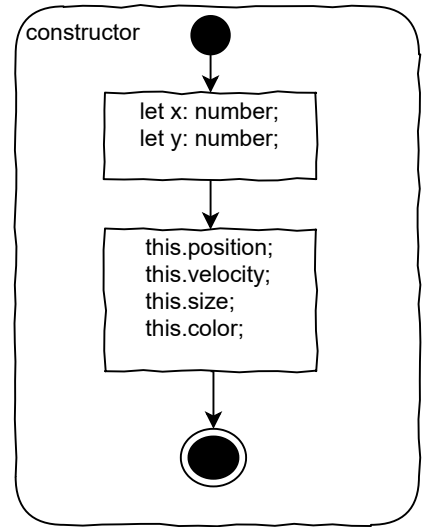 constructor
let x: number;
let y: number;
this.position;
this.velocity;
this.size;
this.color;